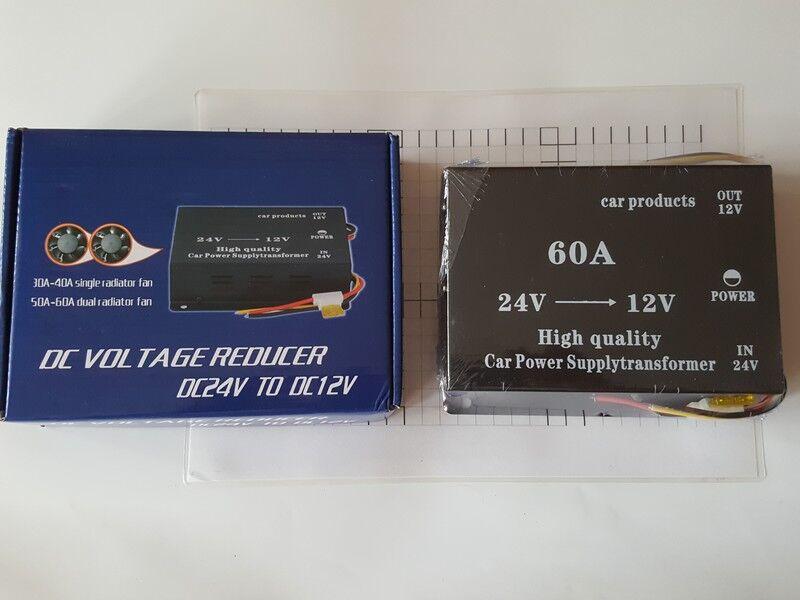 car products
OUT
12V
24V 12V
POWER
High quality
Car Power Supplytransformer
IN
24V
30A-40A single radiator fan
50A-60A dual radiator fan
DC VOLTAGE REDUCER
DC24V TO DC12V
car products
OUT
12V
60A
24V 12V
POWER
High quality
Car Power Supplytransformer
IN
24V